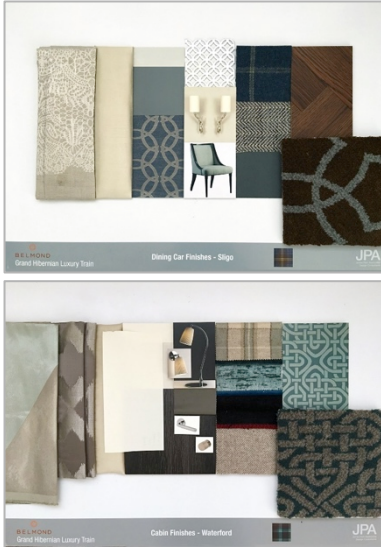 BELMOND
Grand Hibernian Luxury Train
Dining Car Finishes - Sligo
JPA
BELMOND
Grand Hibernian Luxury Train
Cabin Finishes - Waterford
JPA